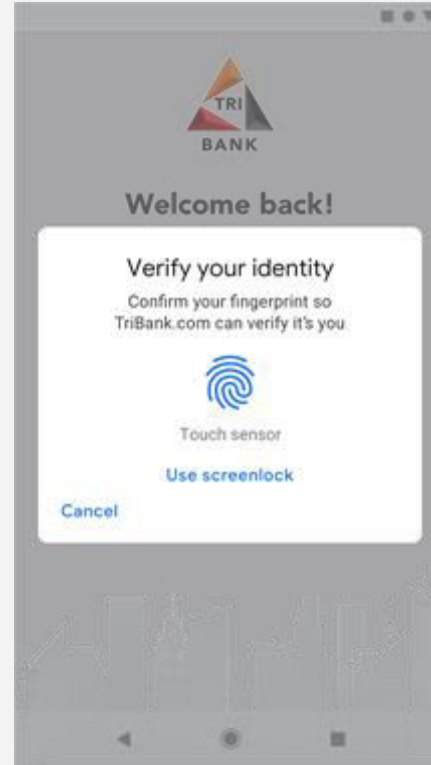 TRI
BANK
Welcome back!
Verify your identity
Confirm your fingerprint so
TriBank.com can verify it's you
Touch sensor
Use screenlock
Cancel